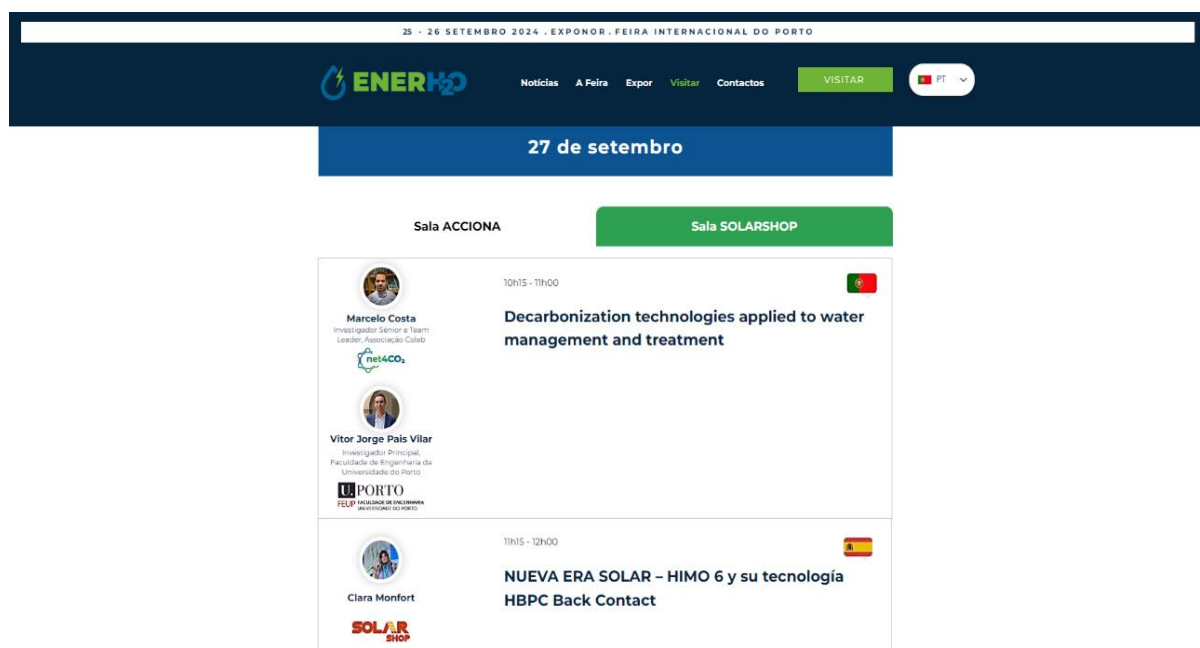 25 - 26 SETEMBRO 2024 . EXPONOR . FEIRA INTERNACIONAL DO PORTO
ENERH2O
Notícias A Feira Expor Visitar Contactos VISITAR PT
27 de setembro
Sala ACCIONA Sala SOLARSHOP
10h15 - 11h00
Decarbonization technologies applied to water
management and treatment
Marcelo Costa
Investigador Sénior e Team
Leader, Associação Colab
net4CO₂
Vitor Jorge Pais Vilar
Investigador Principal,
Faculdade de Engenharia da
Universidade do Porto
U.PORTO
FEUP FACULDADE DE ENGENHARIA
UNIVERSIDADE DO PORTO
11h15 - 12h00
NUEVA ERA SOLAR – HIMO 6 y su tecnología
HBPC Back Contact
Clara Monfort
SOLAR
SHOP